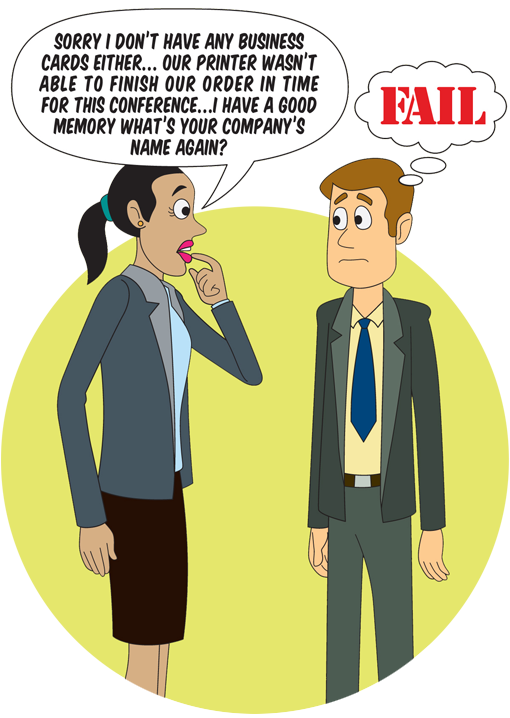 SORRY I DON'T HAVE ANY BUSINESS
CARDS EITHER... OUR PRINTER WASN'T
ABLE TO FINISH OUR ORDER IN TIME
FOR THIS CONFERENCE...I HAVE A GOOD
MEMORY WHAT'S YOUR COMPANY'S
NAME AGAIN?
FAIL